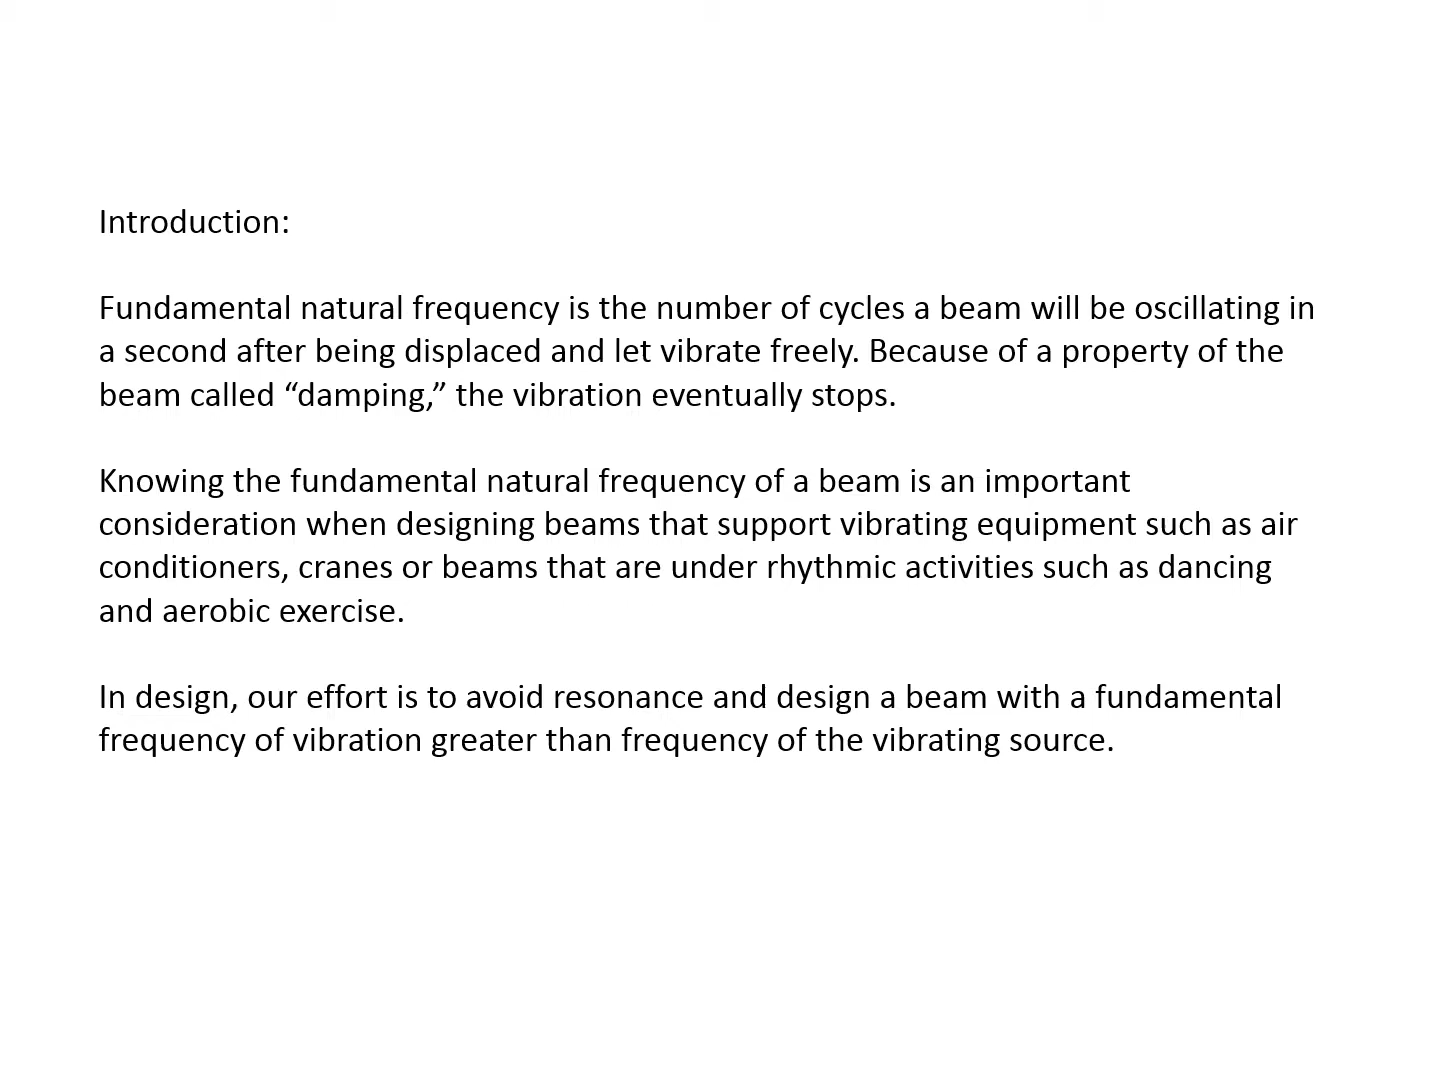 Introduction:
Fundamental natural frequency is the number of cycles a beam will be oscillating in
a second after being displaced and let vibrate freely. Because of a property of the
beam called “damping,” the vibration eventually stops.
Knowing the fundamental natural frequency of a beam is an important
consideration when designing beams that support vibrating equipment such as air
conditioners, cranes or beams that are under rhythmic activities such as dancing
and aerobic exercise.
In design, our effort is to avoid resonance and design a beam with a fundamental
frequency of vibration greater than frequency of the vibrating source.